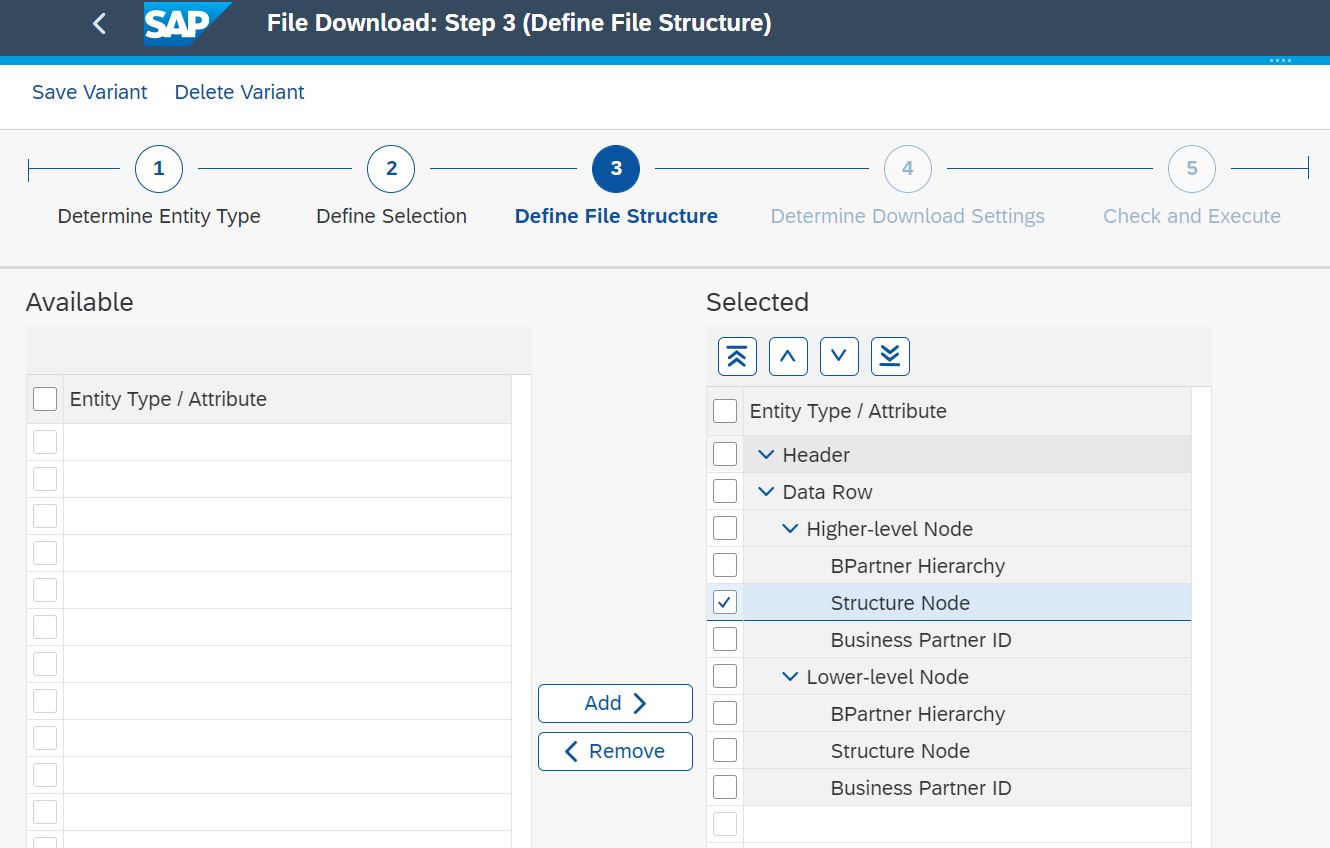 SAP File Download: Step 3 (Define File Structure)
Save Variant Delete Variant
1 2 3 4 5
Determine Entity Type Define Selection Define File Structure Determine Download Settings Check and Execute
Available
Entity Type / Attribute
Add
Remove
Selected
Entity Type / Attribute
Header
Data Row
Higher-level Node
BPartner Hierarchy
Structure Node
Business Partner ID
Lower-level Node
BPartner Hierarchy
Structure Node
Business Partner ID